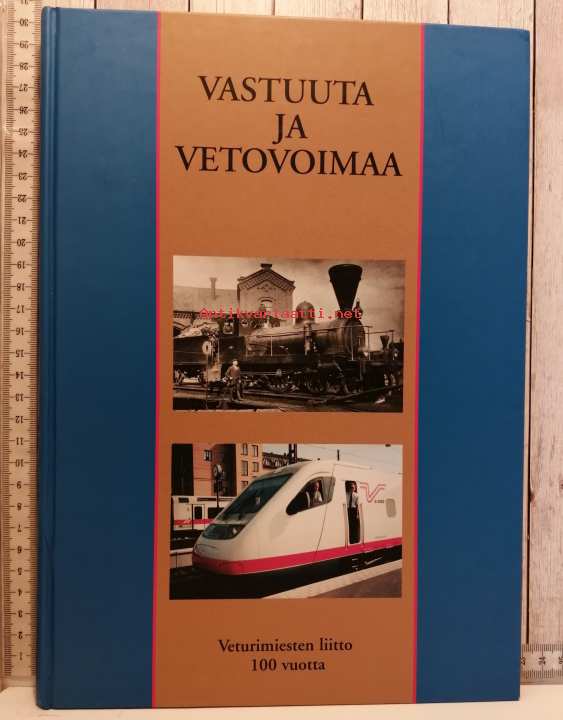 VASTUUTA
JA
VETOVOIMAA
Antikvariaatti.net
Veturimiesten liitto
100 vuotta